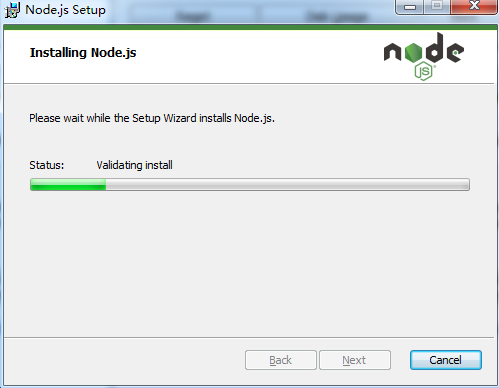 Node.js Setup
Installing Node.js
node
JS
Please wait while the Setup Wizard installs Node.js.
Status: Validating install
Back Next Cancel